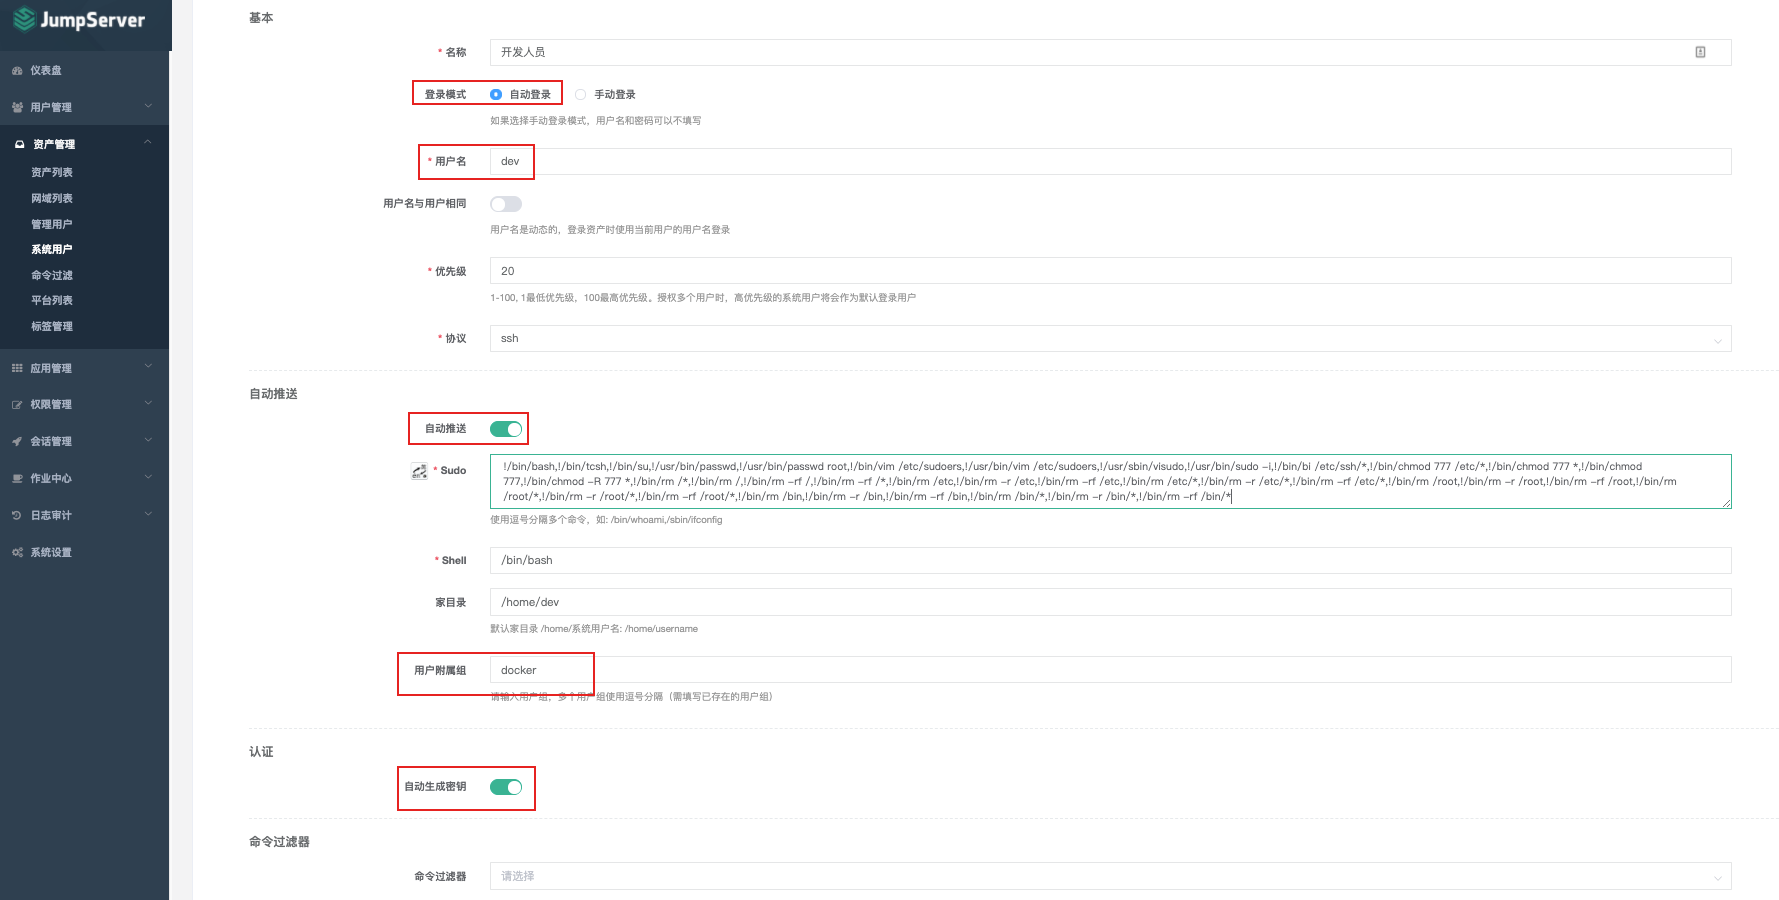 JumpServer
仪表盘
用户管理
资产管理
资产列表
网域列表
管理用户
系统用户
命令过滤
平台列表
标签管理
应用管理
权限管理
会话管理
作业中心
日志审计
系统设置
基本
* 名称 开发人员
登录模式 自动登录 手动登录
如果选择手动登录模式，用户名和密码可以不填写
* 用户名 dev
用户名与用户相同
用户名是动态的，登录资产时使用当前用户的用户名登录
* 优先级 20
1-100, 1最低优先级，100最高优先级。授权多个用户时，高优先级的系统用户将会作为默认登录用户
* 协议 ssh
自动推送
自动推送
* Sudo
!/bin/bash,!/bin/tcsh,!/bin/su,!/usr/bin/passwd,!/usr/bin/passwd root,!/bin/vim /etc/sudoers,!/usr/bin/vim /etc/sudoers,!/usr/sbin/visudo,!/usr/bin/sudo -i,!/bin/bi /etc/ssh/*,!/bin/chmod 777 /etc/*,!/bin/chmod 777 *,!/bin/chmod
777,!/bin/chmod -R 777 *,!/bin/rm /*,!/bin/rm /,!/bin/rm -rf /,!/bin/rm -rf /*,!/bin/rm /etc,!/bin/rm -r /etc,!/bin/rm -rf /etc,!/bin/rm /etc/*,!/bin/rm -r /etc/*,!/bin/rm -rf /etc/*,!/bin/rm /root,!/bin/rm -r /root,!/bin/rm -rf /root,!/bin/rm
/root/*,!/bin/rm -r /root/*,!/bin/rm -rf /root/*,!/bin/rm /bin,!/bin/rm -r /bin,!/bin/rm -rf /bin,!/bin/rm /bin/*,!/bin/rm -r /bin/*,!/bin/rm -rf /bin/*
使用逗号分隔多个命令，如: /bin/whoami,/sbin/ifconfig
* Shell /bin/bash
家目录 /home/dev
默认家目录 /home/系统用户名: /home/username
用户附属组 docker
请输入用户组，多个用户组使用逗号分隔（需填写已存在的用户组）
认证
自动生成密钥
命令过滤器
命令过滤器 请选择